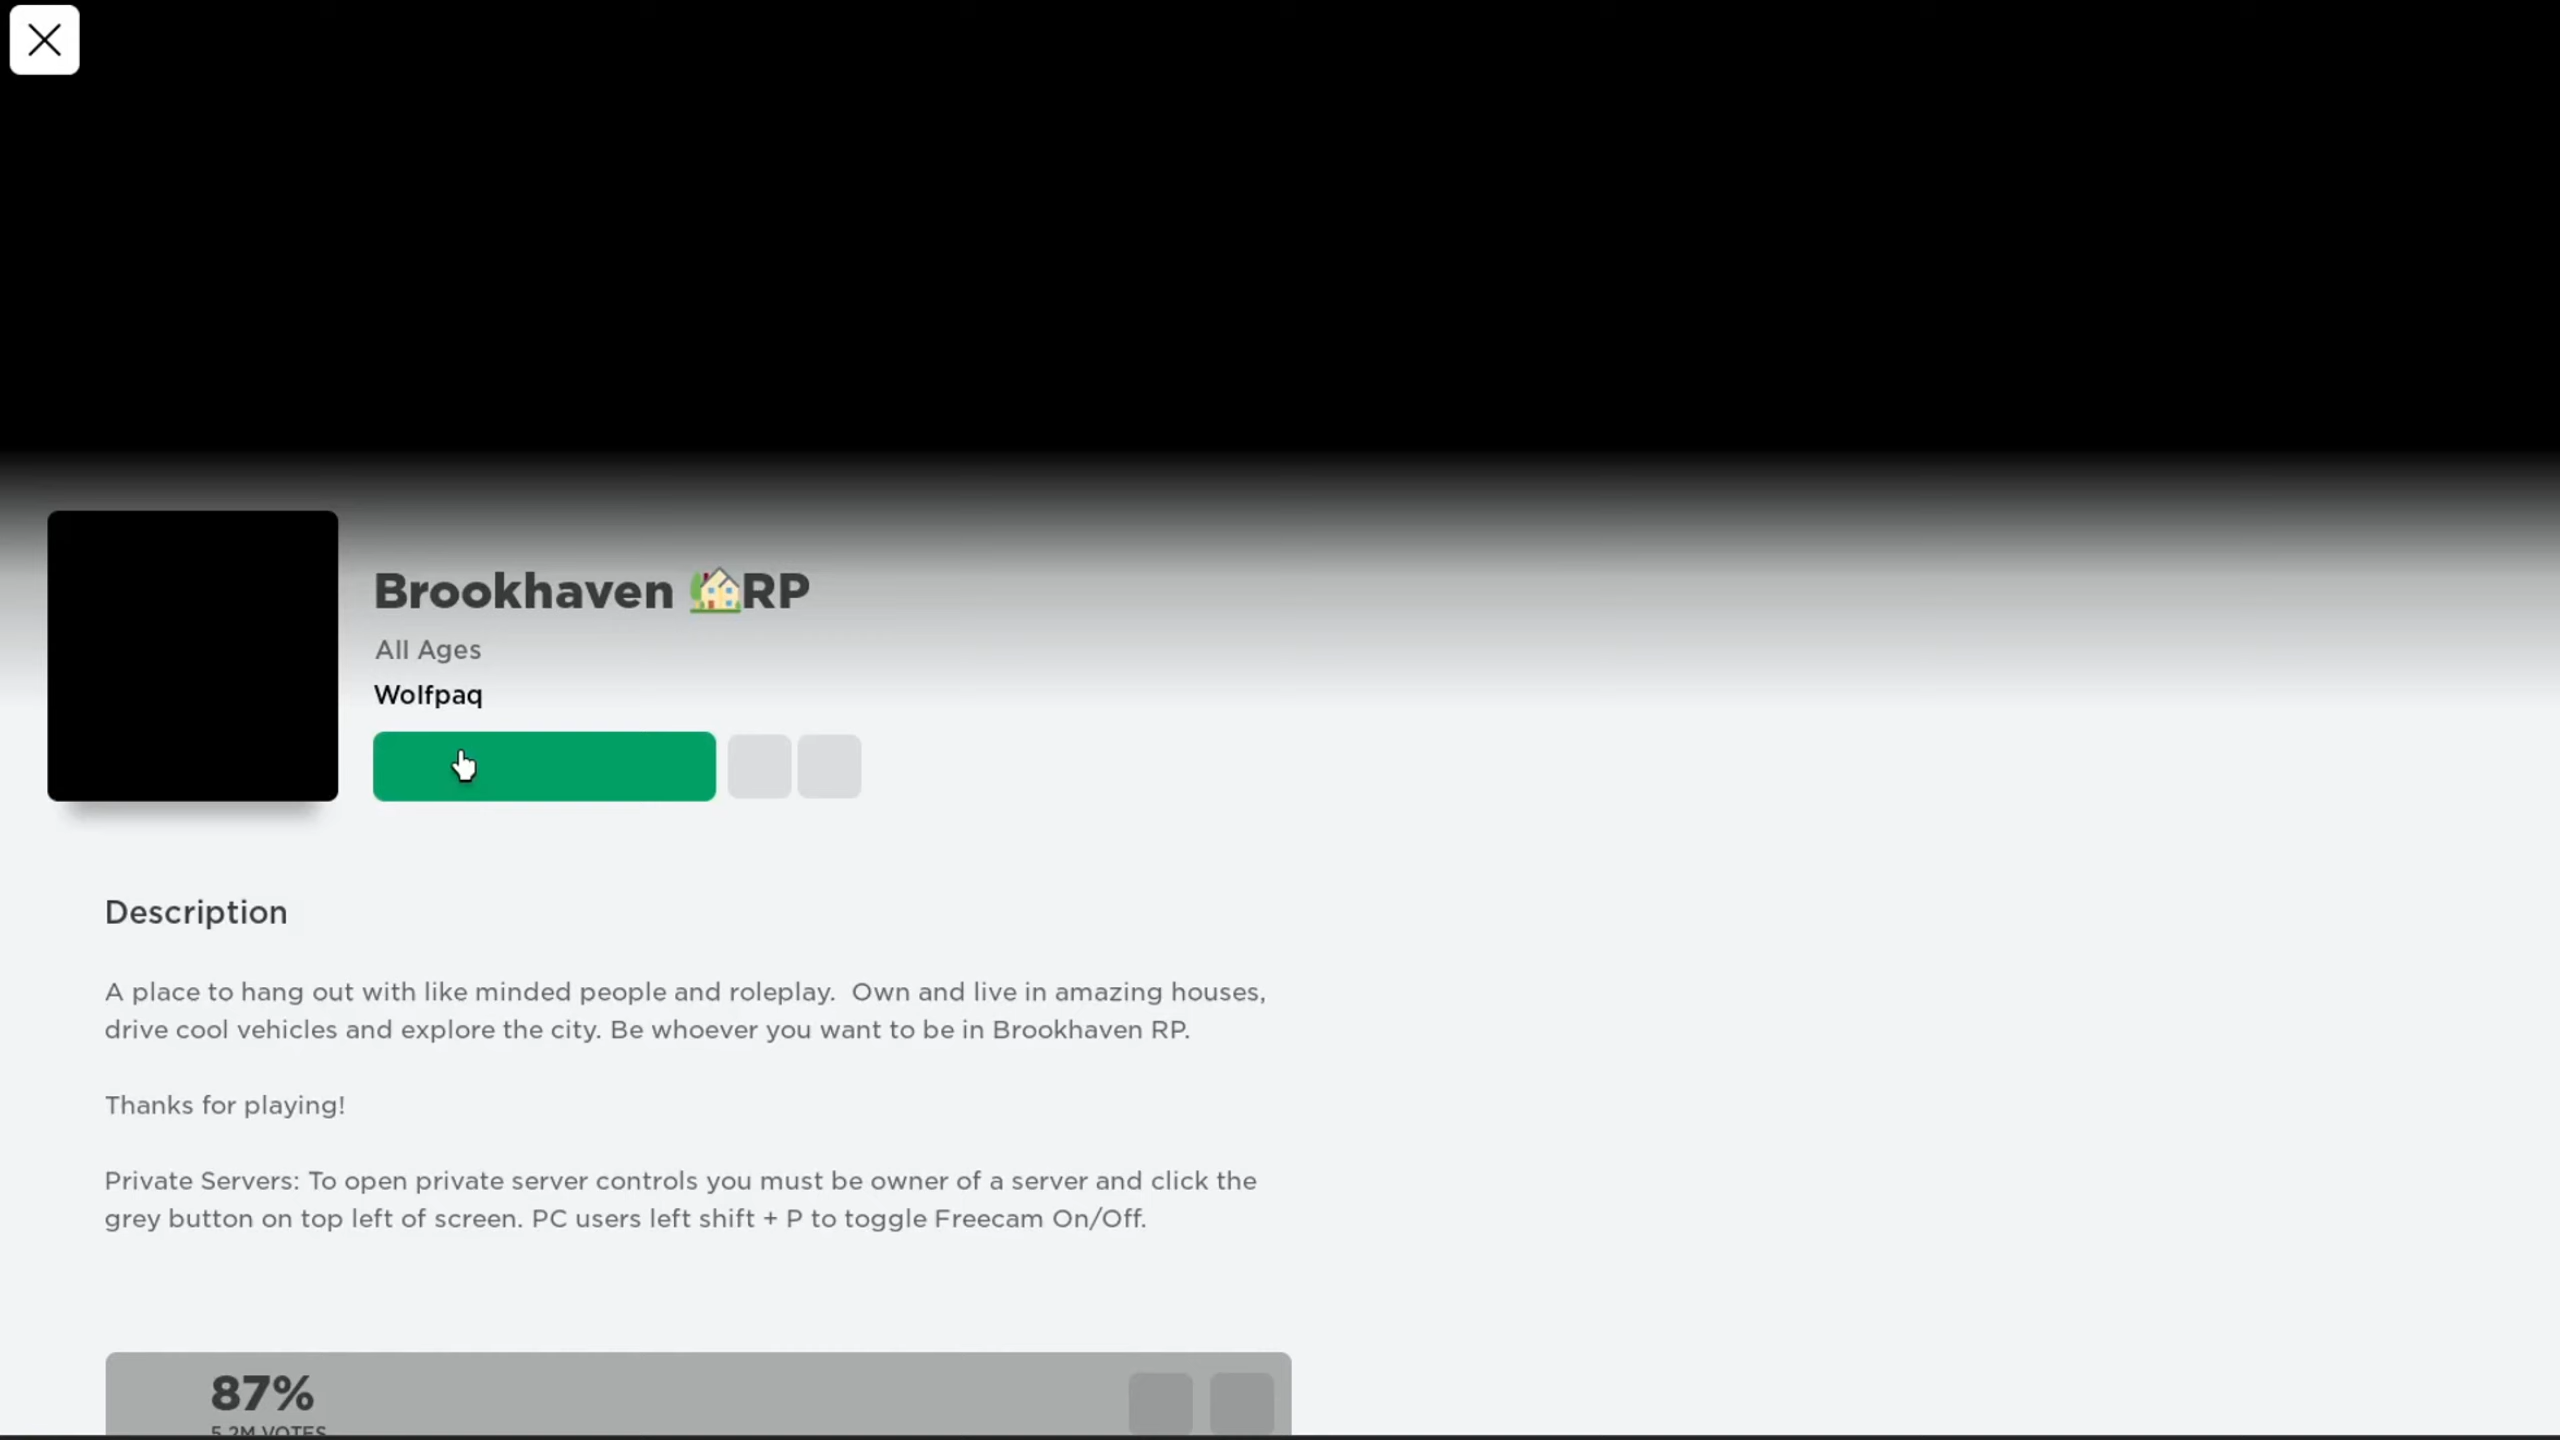 Brookhaven 🏡RP
All Ages
Wolfpaq
Description
A place to hang out with like minded people and roleplay.  Own and live in amazing houses,
drive cool vehicles and explore the city. Be whoever you want to be in Brookhaven RP.
Thanks for playing!
Private Servers: To open private server controls you must be owner of a server and click the
grey button on top left of screen. PC users left shift + P to toggle Freecam On/Off.
87%
5.2M VOTES